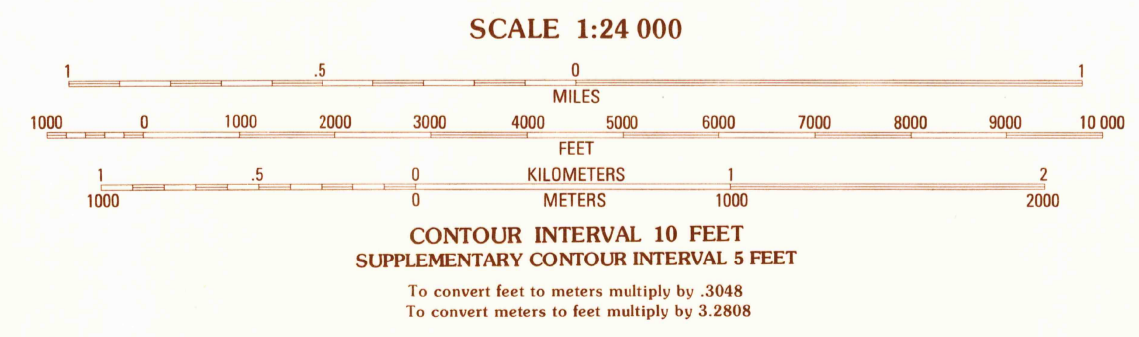 SCALE 1:24 000
1 .5 0 1
MILES
1000 0 1000 2000 3000 4000 5000 6000 7000 8000 9000 10 000
FEET
1 .5 0 KILOMETERS 1 2
1000 0 METERS 1000 2000
CONTOUR INTERVAL 10 FEET
SUPPLEMENTARY CONTOUR INTERVAL 5 FEET
To convert feet to meters multiply by .3048
To convert meters to feet multiply by 3.2808